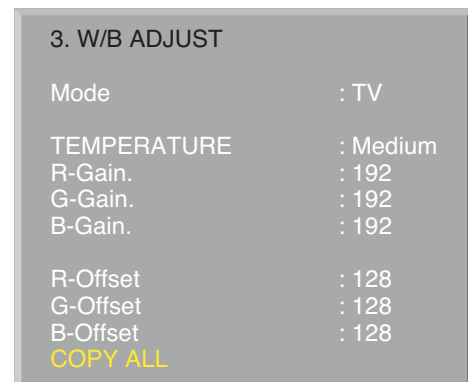 3. W/B ADJUST
Mode : TV
TEMPERATURE : Medium
R-Gain. : 192
G-Gain. : 192
B-Gain. : 192
R-Offset : 128
G-Offset : 128
B-Offset : 128
COPY ALL